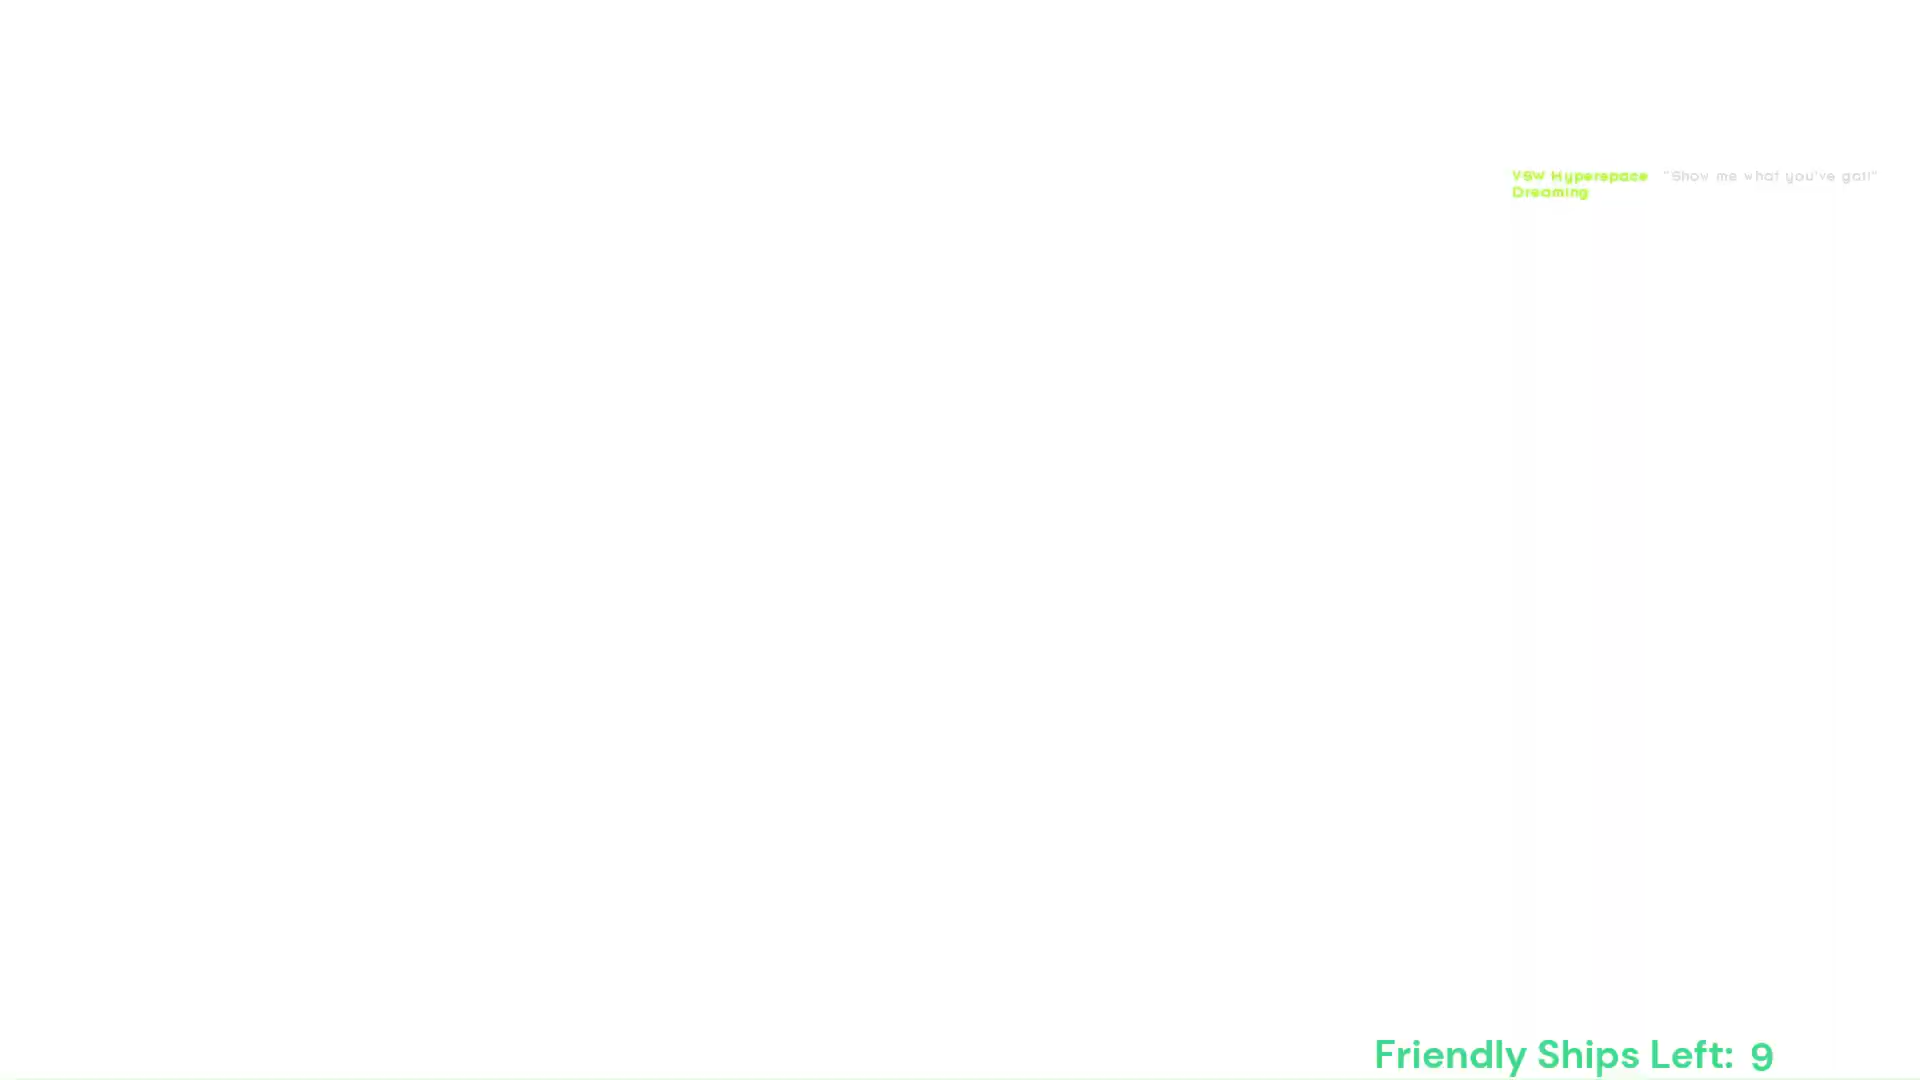 VSW Hyperspace "Show me what you've got!"
Dreaming
Friendly Ships Left: 9